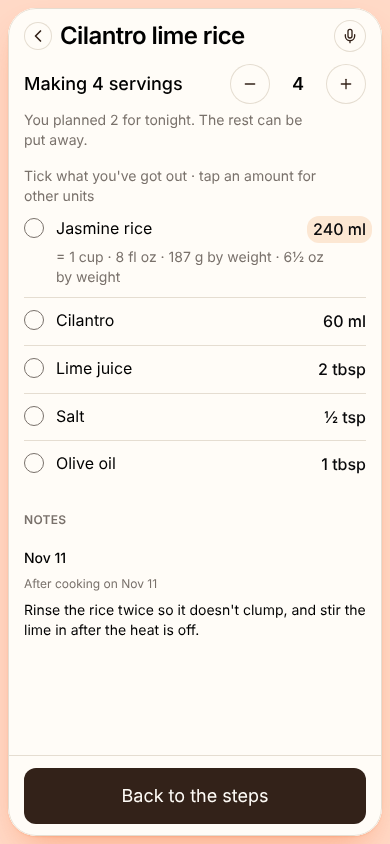 Cilantro lime rice
Making 4 servings
− 4 +
You planned 2 for tonight. The rest can be
put away.
Tick what you've got out · tap an amount for
other units
Jasmine rice 240 ml
= 1 cup · 8 fl oz · 187 g by weight · 6½ oz
by weight
Cilantro 60 ml
Lime juice 2 tbsp
Salt ½ tsp
Olive oil 1 tbsp
NOTES
Nov 11
After cooking on Nov 11
Rinse the rice twice so it doesn't clump, and stir the
lime in after the heat is off.
Back to the steps